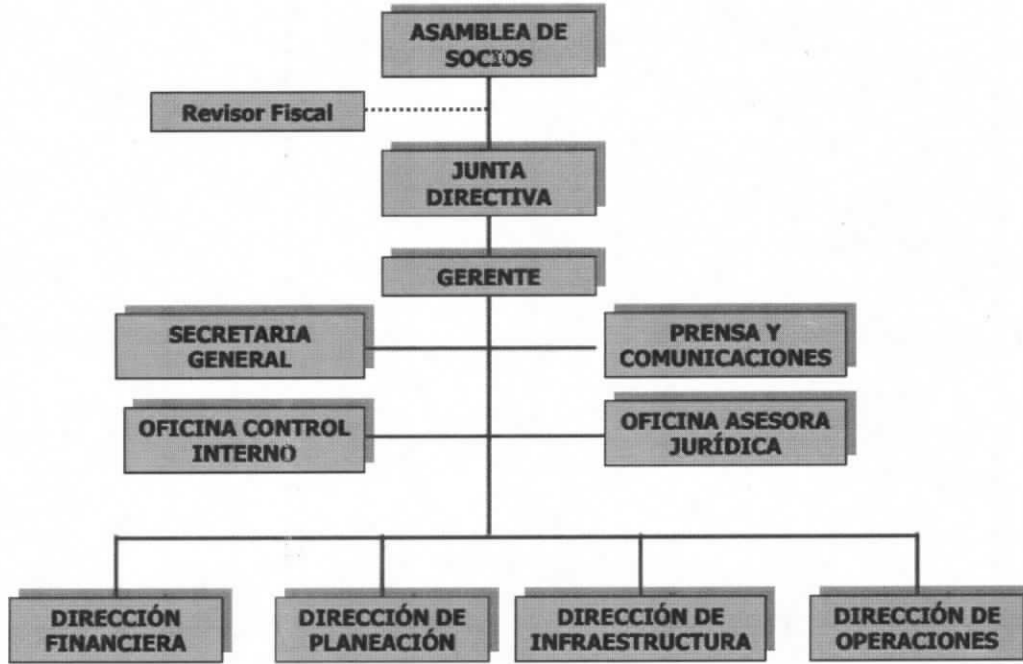 ASAMBLEA DE
SOCIOS
Revisor Fiscal
JUNTA
DIRECTIVA
GERENTE
SECRETARIA
GENERAL
PRENSA Y
COMUNICACIONES
OFICINA CONTROL
INTERNO
OFICINA ASESORA
JURÍDICA
DIRECCIÓN
FINANCIERA
DIRECCIÓN DE
PLANEACIÓN
DIRECCIÓN DE
INFRAESTRUCTURA
DIRECCIÓN DE
OPERACIONES